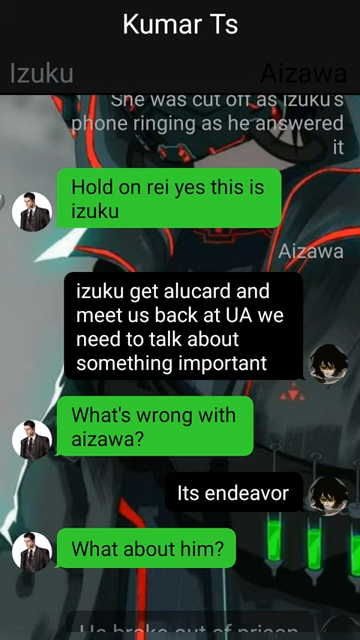 Kumar Ts
Izuku
Aizawa
She was cut off as Izuku's
phone ringing as he answered
it
Hold on rei yes this is
izuku
Aizawa
izuku get alucard and
meet us back at UA we
need to talk about
something important
What's wrong with
aizawa?
Its endeavor
What about him?
He broke out of prison